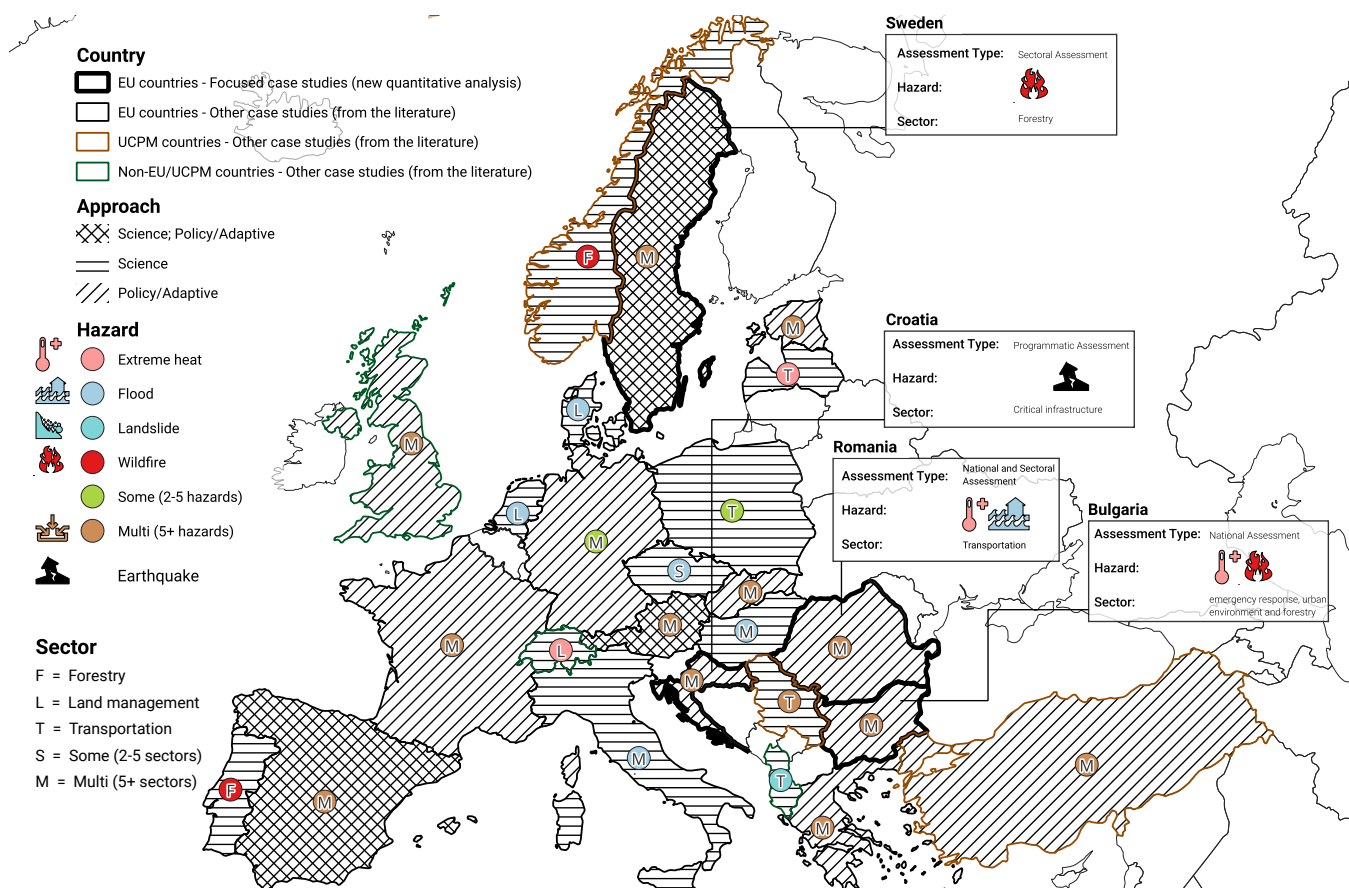 Country
EU countries - Focused case studies (new quantitative analysis)
EU countries - Other case studies (from the literature)
UCPM countries - Other case studies (from the literature)
Non-EU/UCPM countries - Other case studies (from the literature)
Approach
Science; Policy/Adaptive
Science
Policy/Adaptive
Hazard
Extreme heat
Flood
Landslide
Wildfire
Some (2-5 hazards)
Multi (5+ hazards)
Earthquake
Sector
F = Forestry
L = Land management
T = Transportation
S = Some (2-5 sectors)
M = Multi (5+ sectors)
Sweden
Assessment Type: Sectoral Assessment
Hazard:
Sector: Forestry
Croatia
Assessment Type: Programmatic Assessment
Hazard:
Sector: Critical infrastructure
Romania
Assessment Type: National and Sectoral
Assessment
Hazard:
Sector: Transportation
Bulgaria
Assessment Type: National Assessment
Hazard:
Sector: emergency response, urban
environment and forestry
F
M
M
T
L
M
L
T
M
S
M
M
M
M
L
M
M
T
M
M
T
M
F
M
M